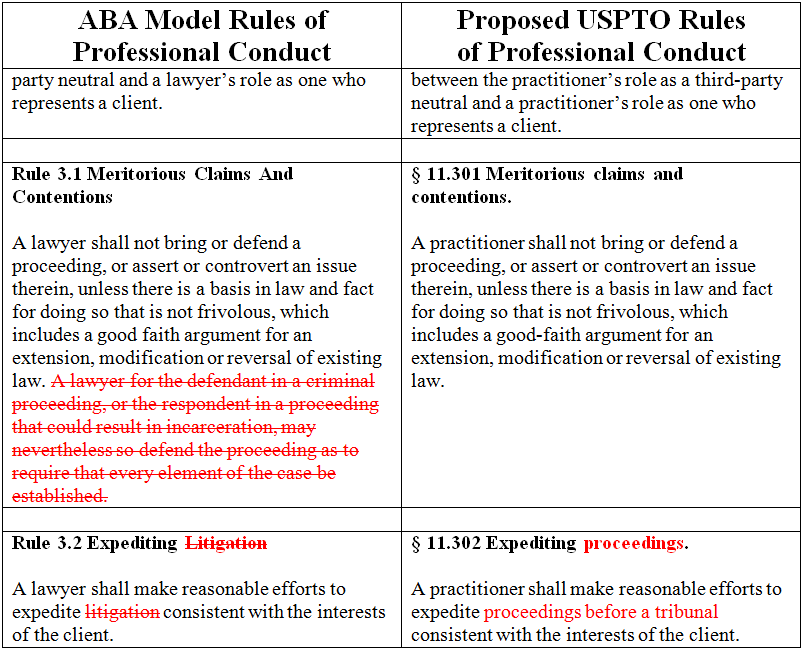 ABA Model Rules of
Professional Conduct
Proposed USPTO Rules
of Professional Conduct
party neutral and a lawyer's role as one who
represents a client.
between the practitioner's role as a third-party
neutral and a practitioner's role as one who
represents a client.
Rule 3.1 Meritorious Claims And
Contentions
A lawyer shall not bring or defend a
proceeding, or assert or controvert an issue
therein, unless there is a basis in law and fact
for doing so that is not frivolous, which
includes a good faith argument for an
extension, modification or reversal of existing
law. A lawyer for the defendant in a criminal
proceeding, or the respondent in a proceeding
that could result in incarceration, may
nevertheless so defend the proceeding as to
require that every element of the case be
established.
§ 11.301 Meritorious claims and
contentions.
A practitioner shall not bring or defend a
proceeding, or assert or controvert an issue
therein, unless there is a basis in law and fact
for doing so that is not frivolous, which
includes a good-faith argument for an
extension, modification or reversal of existing
law.
Rule 3.2 Expediting Litigation
A lawyer shall make reasonable efforts to
expedite litigation consistent with the interests
of the client.
§ 11.302 Expediting proceedings.
A practitioner shall make reasonable efforts to
expedite proceedings before a tribunal
consistent with the interests of the client.